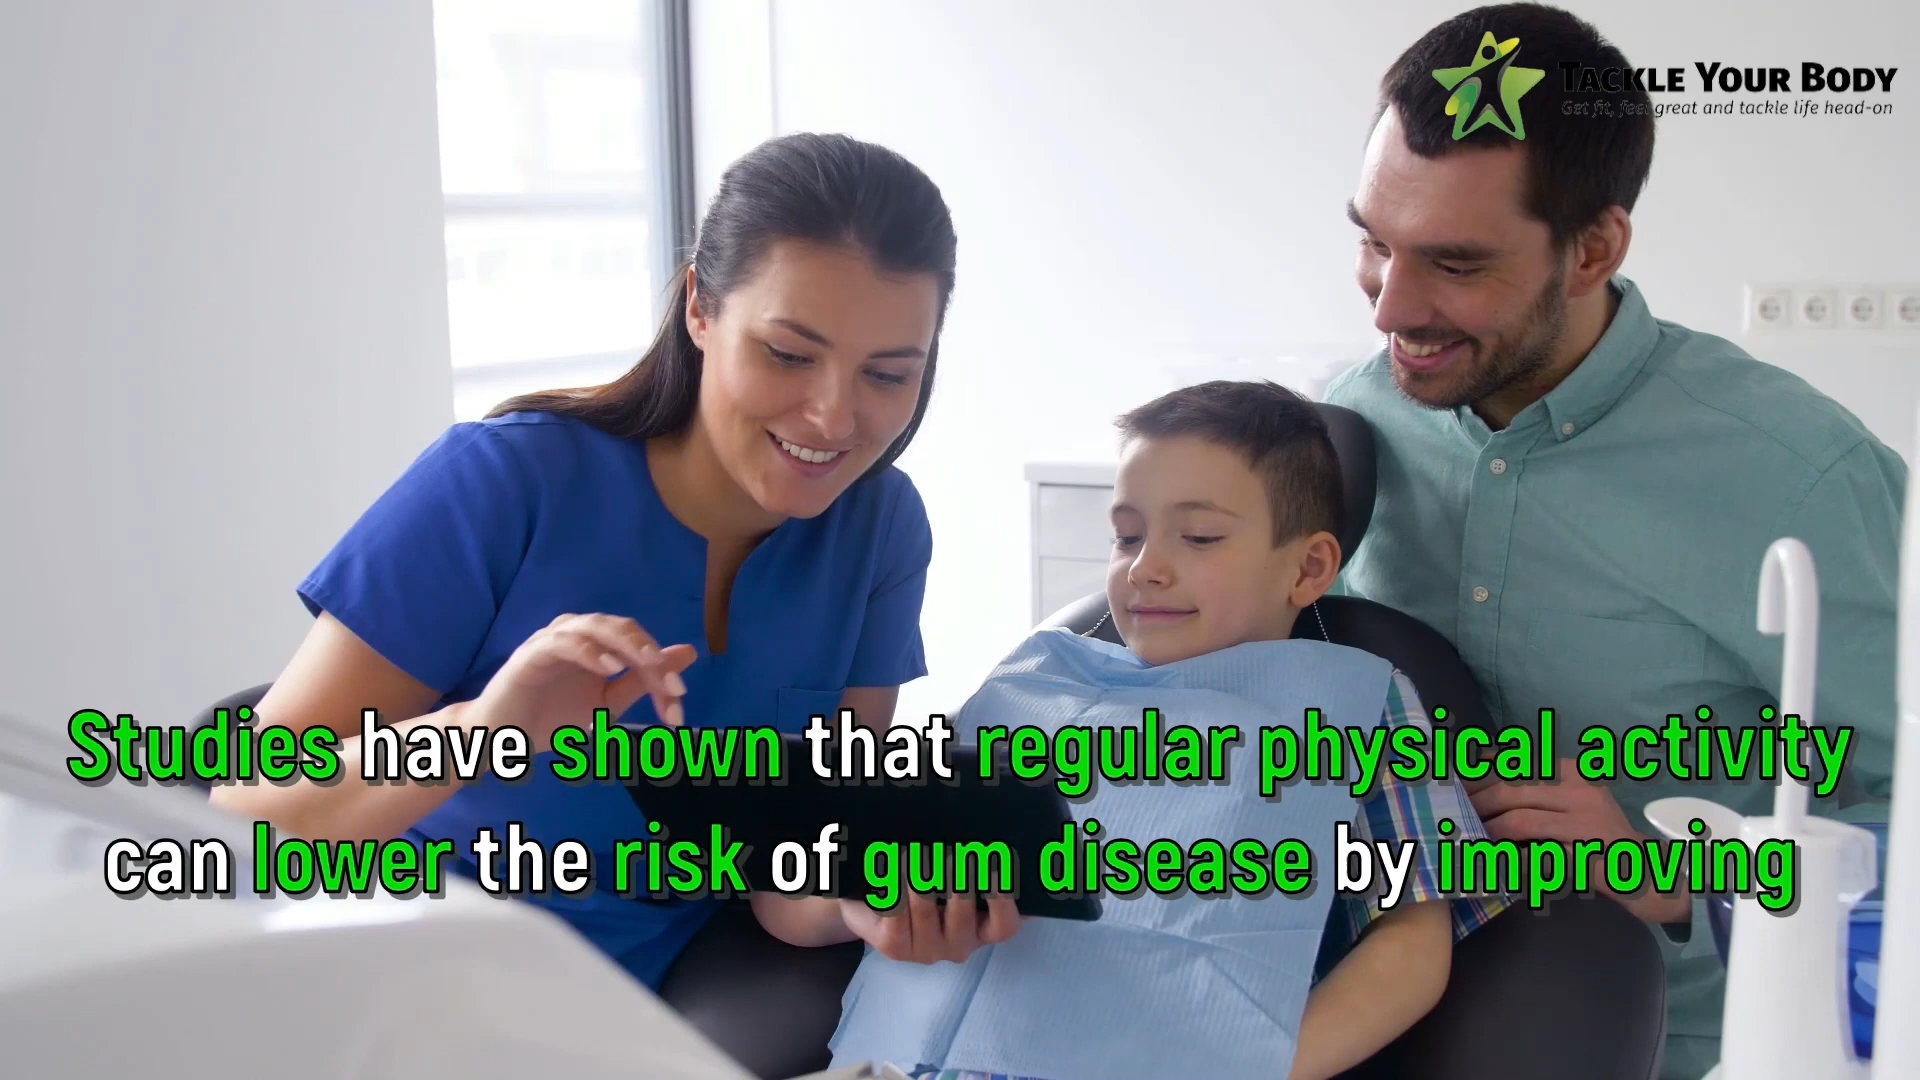 TACKLE YOUR BODY
Get fit, feel great and tackle life head-on
Studies have shown that regular physical activity
can lower the risk of gum disease by improving